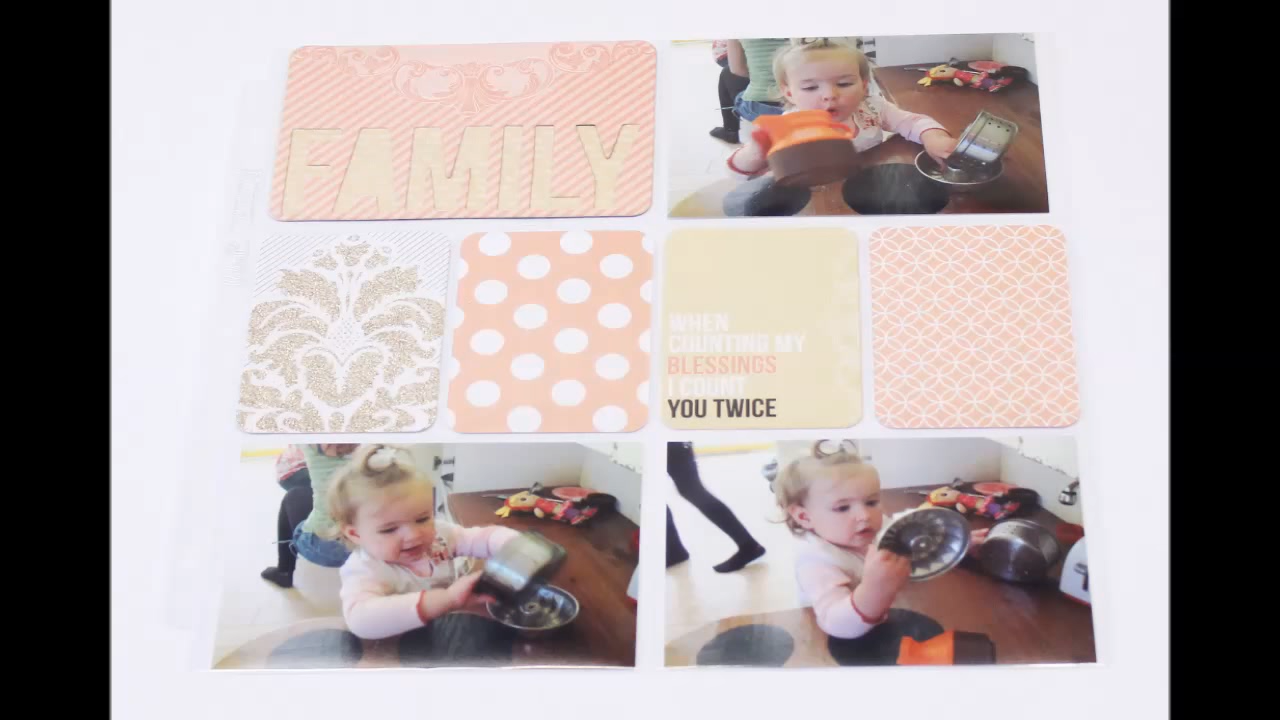 FAMILY
WHEN
COUNTING MY
BLESSINGS
I COUNT
YOU TWICE